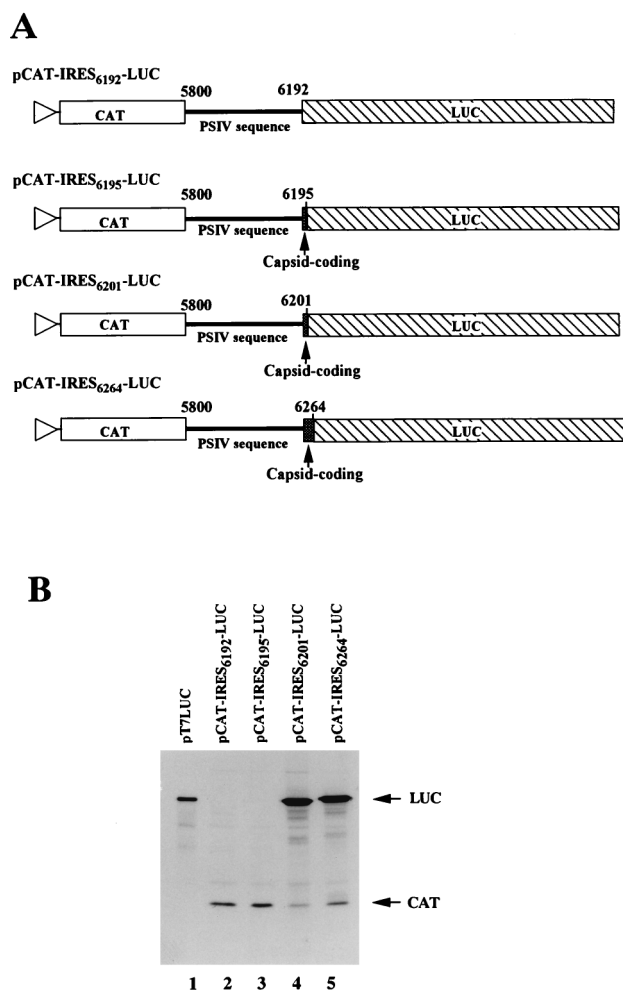 A
pCAT-IRES6192-LUC
5800 6192
CAT LUC
PSIV sequence
pCAT-IRES6195-LUC
5800 6195
CAT LUC
PSIV sequence
Capsid-coding
pCAT-IRES6201-LUC
5800 6201
CAT LUC
PSIV sequence
Capsid-coding
pCAT-IRES6264-LUC
5800 6264
CAT LUC
PSIV sequence
Capsid-coding
B
pT7LUC
pCAT-IRES6192-LUC
pCAT-IRES6195-LUC
pCAT-IRES6201-LUC
pCAT-IRES6264-LUC
LUC
CAT
1 2 3 4 5